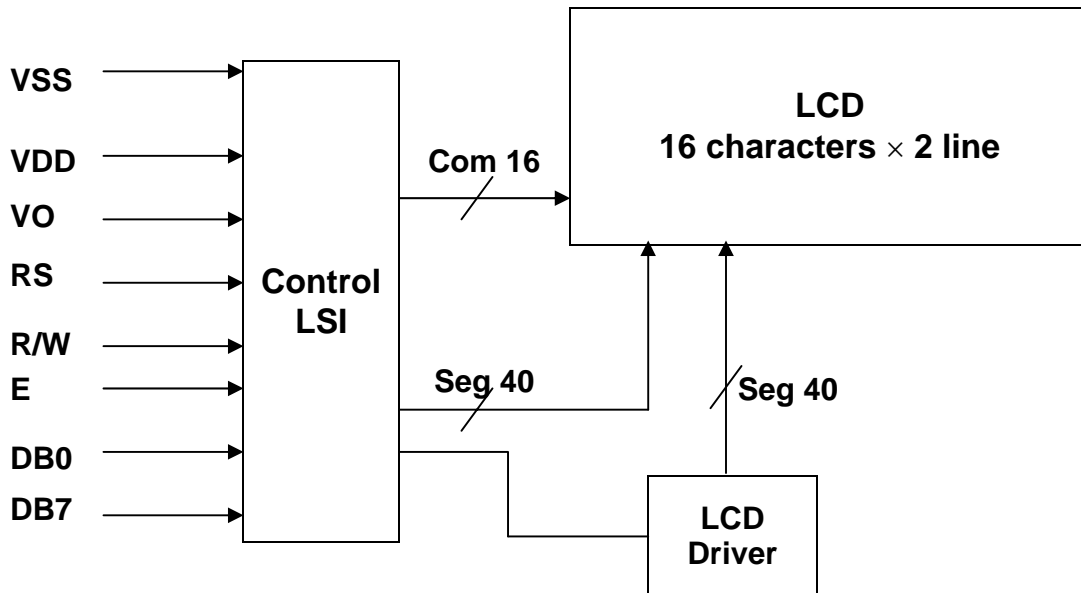 VSS
VDD
VO
RS
R/W
E
DB0
DB7
Control
LSI
Com 16
Seg 40
LCD
16 characters × 2 line
Seg 40
LCD
Driver